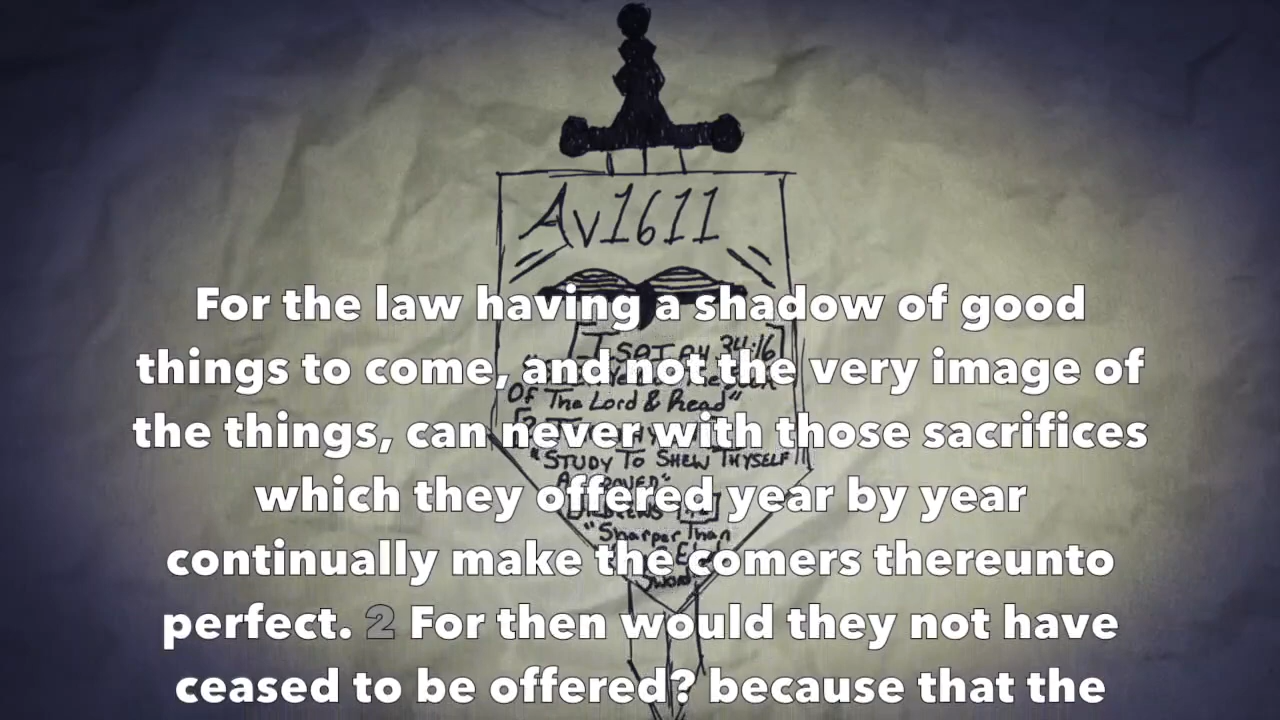 Av1611
For the law having a shadow of good
[ISAIAH 34:16]
things to come, and not the very image of
Of The Lord & Read"
the things, can never with those sacrifices
"STUDY TO SHEW THYSELF
which they offered year by year
"Sharper Than
continually make the comers thereunto
Sword
perfect. 2 For then would they not have
ceased to be offered? because that the